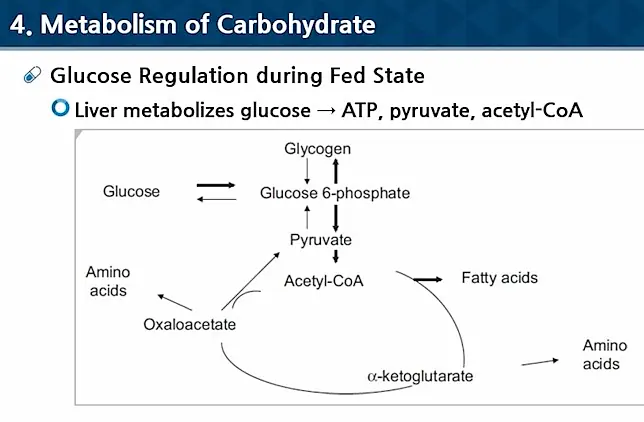 4. Metabolism of Carbohydrate
Glucose Regulation during Fed State
Liver metabolizes glucose → ATP, pyruvate, acetyl-CoA
Glycogen
Glucose
Glucose 6-phosphate
Pyruvate
Amino
acids
Acetyl-CoA
Fatty acids
Oxaloacetate
Amino
acids
α-ketoglutarate